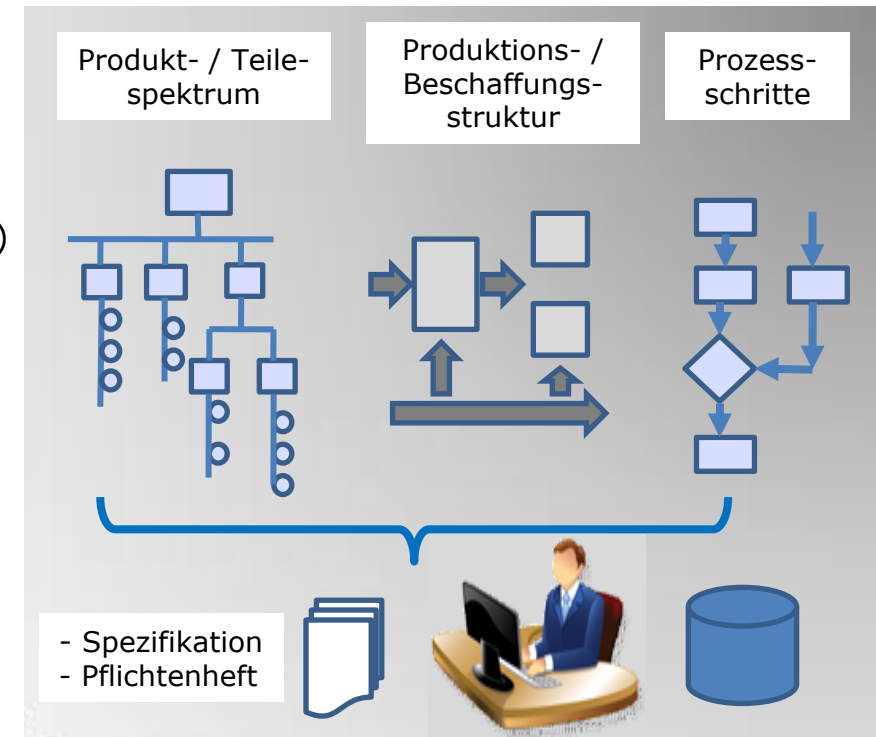 Produkt- / Teile-
spektrum
Produktions- /
Beschaffungs-
struktur
Prozess-
schritte
)
- Spezifikation
- Pflichtenheft